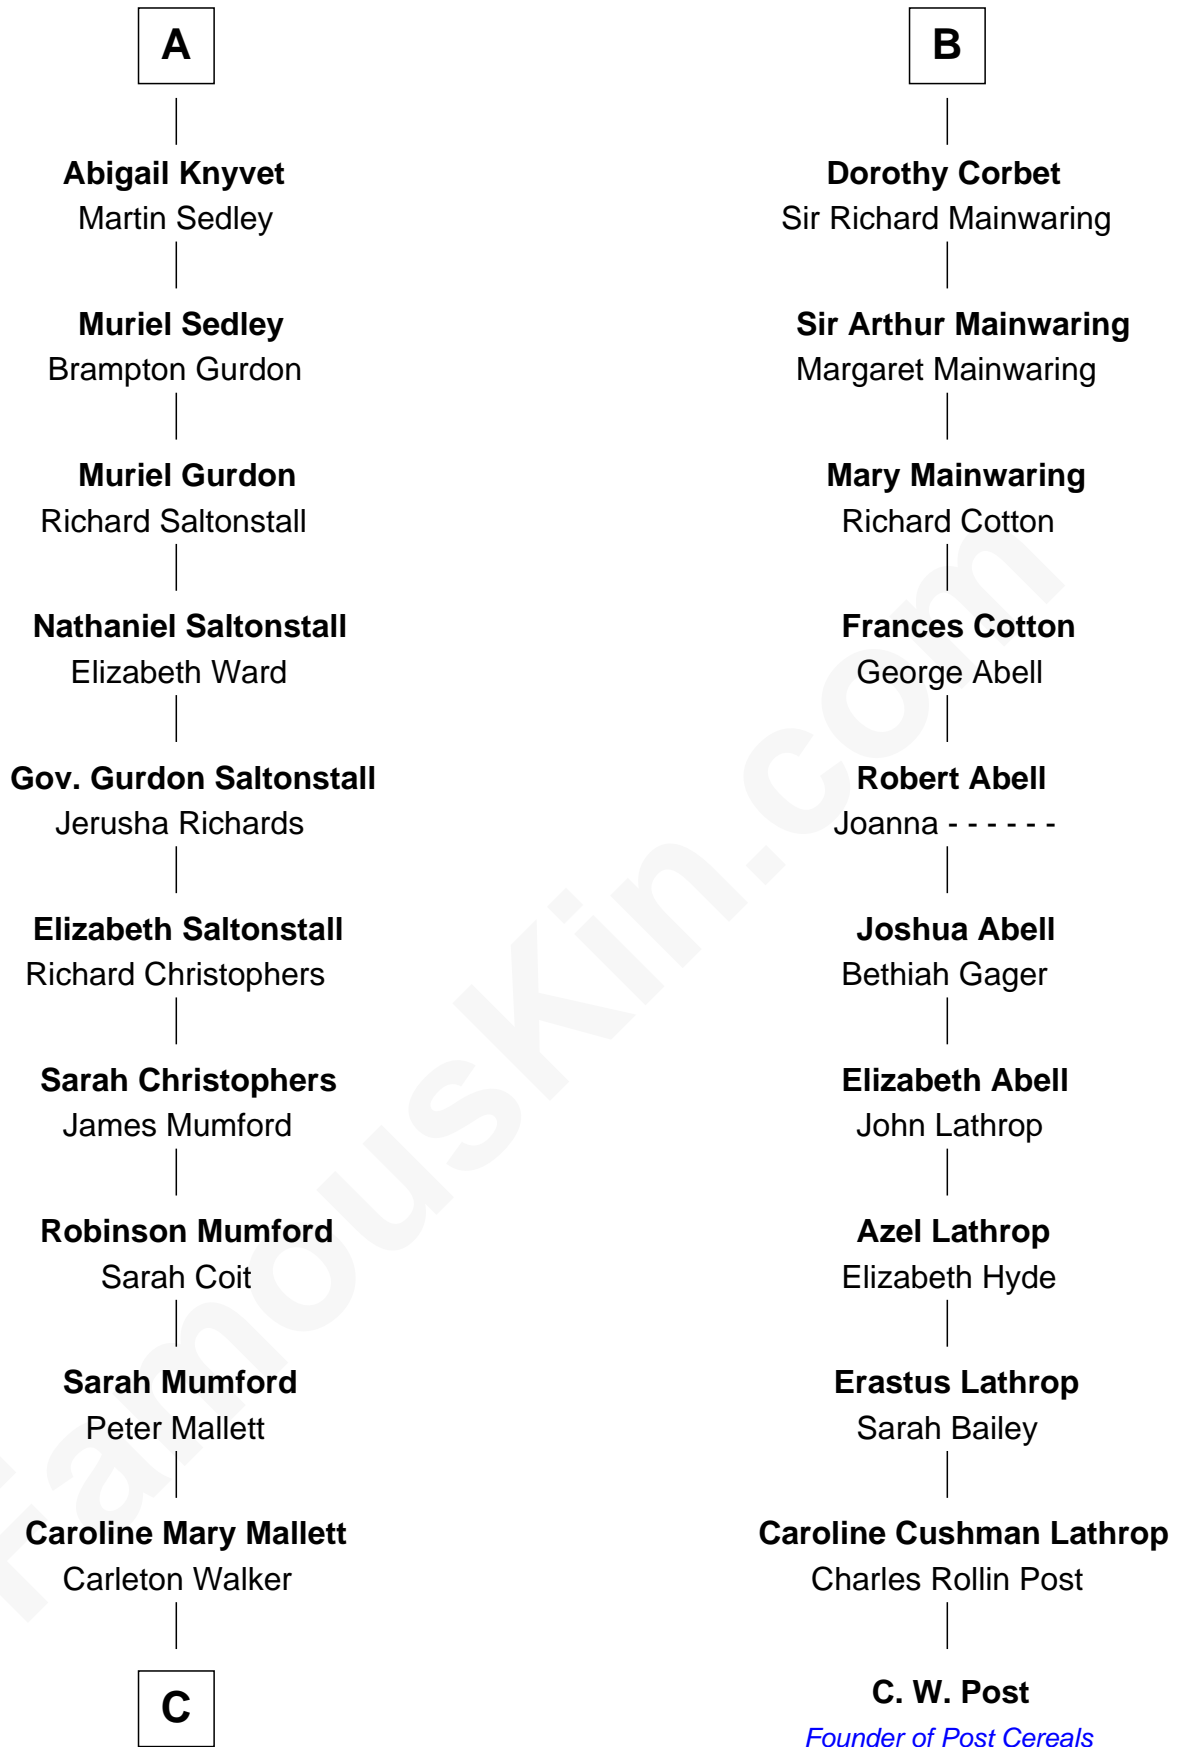 A
Abigail Knyvet
Martin Sedley
Muriel Sedley
Brampton Gurdon
Muriel Gurdon
Richard Saltonstall
Nathaniel Saltonstall
Elizabeth Ward
Gov. Gurdon Saltonstall
Jerusha Richards
Elizabeth Saltonstall
Richard Christophers
Sarah Christophers
James Mumford
Robinson Mumford
Sarah Coit
Sarah Mumford
Peter Mallett
Caroline Mary Mallett
Carleton Walker
C
B
Dorothy Corbet
Sir Richard Mainwaring
Sir Arthur Mainwaring
Margaret Mainwaring
Mary Mainwaring
Richard Cotton
Frances Cotton
George Abell
Robert Abell
Joanna - - - - - -
Joshua Abell
Bethiah Gager
Elizabeth Abell
John Lathrop
Azel Lathrop
Elizabeth Hyde
Erastus Lathrop
Sarah Bailey
Caroline Cushman Lathrop
Charles Rollin Post
C. W. Post
Founder of Post Cereals
FamousKin.com